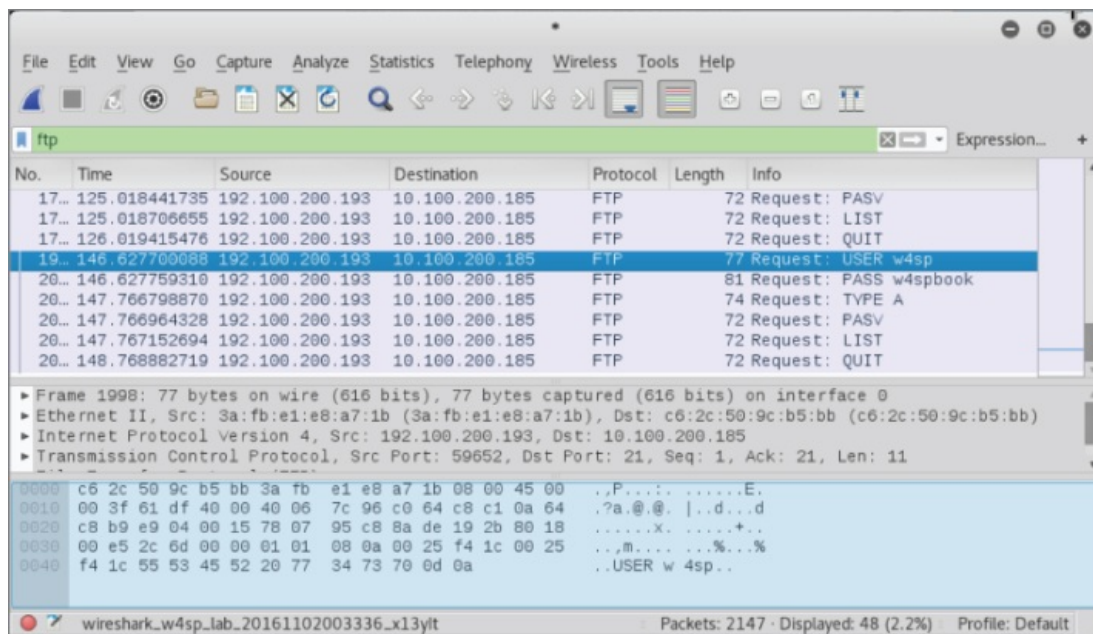 File Edit View Go Capture Analyze Statistics Telephony Wireless Tools Help
ftp Expression... +
No. Time Source Destination Protocol Length Info
17… 125.018441735 192.100.200.193 10.100.200.185 FTP 72 Request: PASV
17… 125.018706655 192.100.200.193 10.100.200.185 FTP 72 Request: LIST
17… 126.019415476 192.100.200.193 10.100.200.185 FTP 72 Request: QUIT
19… 146.627700088 192.100.200.193 10.100.200.185 FTP 77 Request: USER w4sp
20… 146.627759310 192.100.200.193 10.100.200.185 FTP 81 Request: PASS w4spbook
20… 147.766798870 192.100.200.193 10.100.200.185 FTP 74 Request: TYPE A
20… 147.766964328 192.100.200.193 10.100.200.185 FTP 72 Request: PASV
20… 147.767152694 192.100.200.193 10.100.200.185 FTP 72 Request: LIST
20… 148.768882719 192.100.200.193 10.100.200.185 FTP 72 Request: QUIT
Frame 1998: 77 bytes on wire (616 bits), 77 bytes captured (616 bits) on interface 0
Ethernet II, Src: 3a:fb:e1:e8:a7:1b (3a:fb:e1:e8:a7:1b), Dst: c6:2c:50:9c:b5:bb (c6:2c:50:9c:b5:bb)
Internet Protocol Version 4, Src: 192.100.200.193, Dst: 10.100.200.185
Transmission Control Protocol, Src Port: 59652, Dst Port: 21, Seq: 1, Ack: 21, Len: 11
0000 c6 2c 50 9c b5 bb 3a fb e1 e8 a7 1b 08 00 45 00 .,P...:. ......E.
0010 00 3f 61 df 40 00 40 06 7c 96 c0 64 c8 c1 0a 64 .?a.@.@. |..d...d
0020 c8 b9 e9 04 00 15 78 07 95 c8 8a de 19 2b 80 18 ......x. .....+..
0030 00 e5 2c 6d 00 00 01 01 08 0a 00 25 f4 1c 00 25 ..,m.... ...%...%
0040 f4 1c 55 53 45 52 20 77 34 73 70 0d 0a ..USER w 4sp..
wireshark_w4sp_lab_20161102003336_x13ylt Packets: 2147 · Displayed: 48 (2.2%) Profile: Default